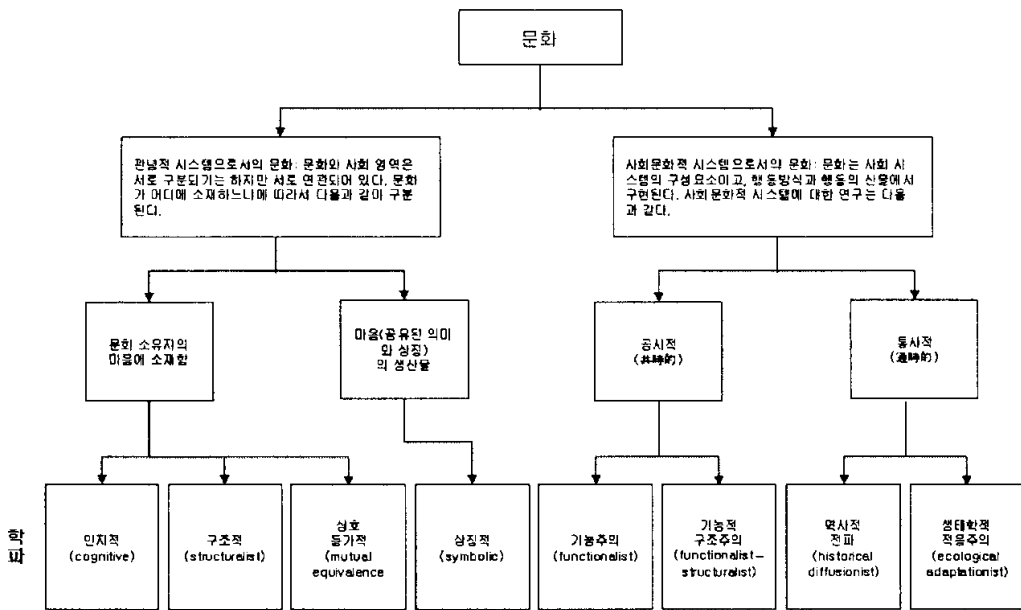 문화
관념적 시스템으로서의 문화: 문화와 사회 영역은
서로 구분되기는 하지만 서로 연관되어 있다. 문화
가 어디에 소재하느냐에 따라서 다음과 같이 구분
된다.
사회문화적 시스템으로서의 문화: 문화는 사회 시
스템의 구성요소이고, 행동방식과 행동의 산물에서
구현된다. 사회문화적 시스템에 대한 연구는 다음
과 같다.
문화 소유자의
마음에 소재함
마음(공유된 의미
와 상징)
의 생산물
공시적
(共時的)
통사적
(通時的)
학
파
인지적
(cognitive)
구조적
(structuralist)
상호
등가적
(mutual
equivalence
상징적
(symbolic)
기능주의
(functionalist)
기능적
구조주의
(functionalist–
structuralist)
역사적
전파
(historical
diffusionist)
생태학적
적응주의
(ecological
adaptationist)